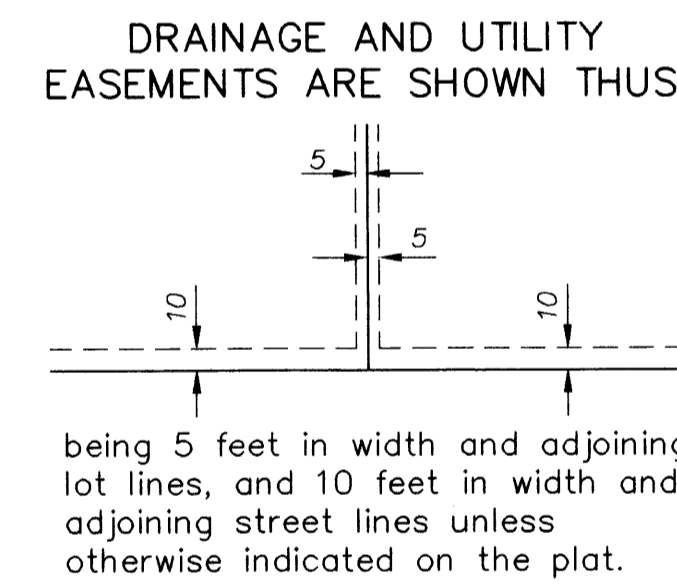 DRAINAGE AND UTILITY
EASEMENTS ARE SHOWN THUS
5
5
10
10
being 5 feet in width and adjoining
lot lines, and 10 feet in width and
adjoining street lines unless
otherwise indicated on the plat.